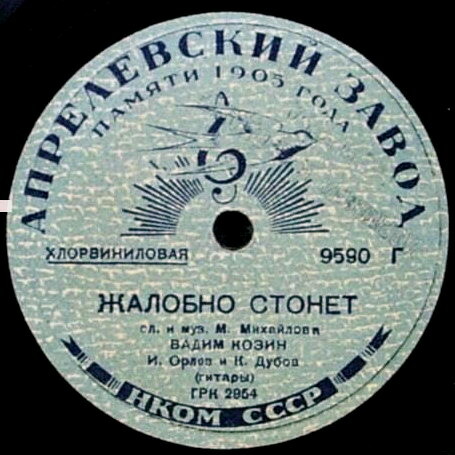 АПРЕЛЕВСКИЙ ЗАВОД
ПАМЯТИ 1905 ГОДА
ХЛОРВИНИЛОВАЯ
9590 Г
ЖАЛОБНО СТОНЕТ
сл. и муз. М. Михайлова
ВАДИМ КОЗИН
И. Орлов и К. Дубов
(гитары)
ГРК 2954
НКОМ СССР